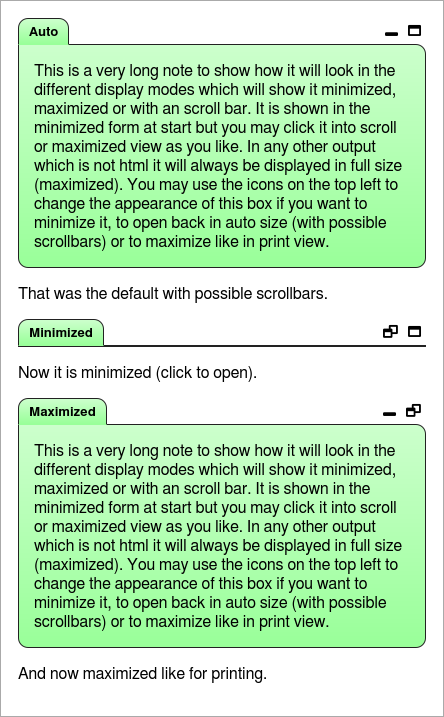 Auto
This is a very long note to show how it will look in the
different display modes which will show it minimized,
maximized or with an scroll bar. It is shown in the
minimized form at start but you may click it into scroll
or maximized view as you like. In any other output
which is not html it will always be displayed in full size
(maximized). You may use the icons on the top left to
change the appearance of this box if you want to
minimize it, to open back in auto size (with possible
scrollbars) or to maximize like in print view.
That was the default with possible scrollbars.
Minimized
Now it is minimized (click to open).
Maximized
This is a very long note to show how it will look in the
different display modes which will show it minimized,
maximized or with an scroll bar. It is shown in the
minimized form at start but you may click it into scroll
or maximized view as you like. In any other output
which is not html it will always be displayed in full size
(maximized). You may use the icons on the top left to
change the appearance of this box if you want to
minimize it, to open back in auto size (with possible
scrollbars) or to maximize like in print view.
And now maximized like for printing.